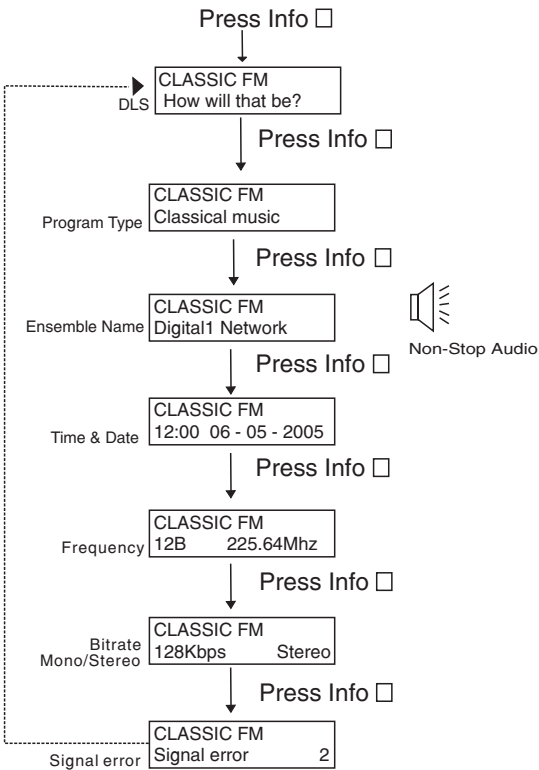 Press Info □
DLS
CLASSIC FM
How will that be?
Press Info □
Program Type
CLASSIC FM
Classical music
Press Info □
Ensemble Name
CLASSIC FM
Digital1 Network
Non-Stop Audio
Press Info □
Time & Date
CLASSIC FM
12:00 06 - 05 - 2005
Press Info □
Frequency
CLASSIC FM
12B 225.64Mhz
Press Info □
Bitrate
Mono/Stereo
CLASSIC FM
128Kbps Stereo
Press Info □
Signal error
CLASSIC FM
Signal error 2